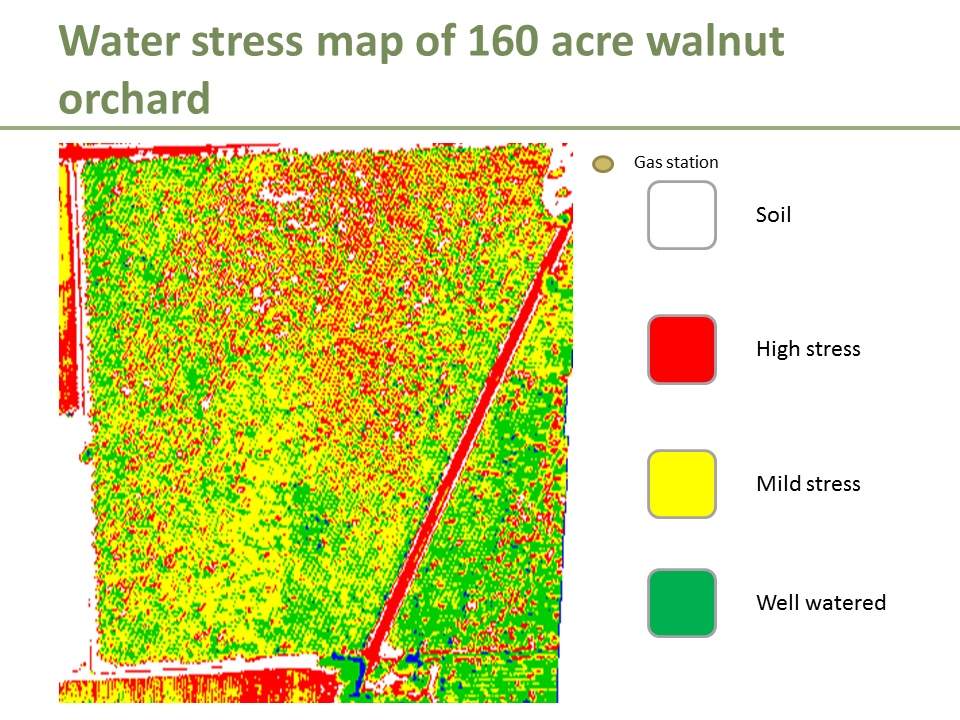 Water stress map of 160 acre walnut
orchard
Gas station
Soil
High stress
Mild stress
Well watered